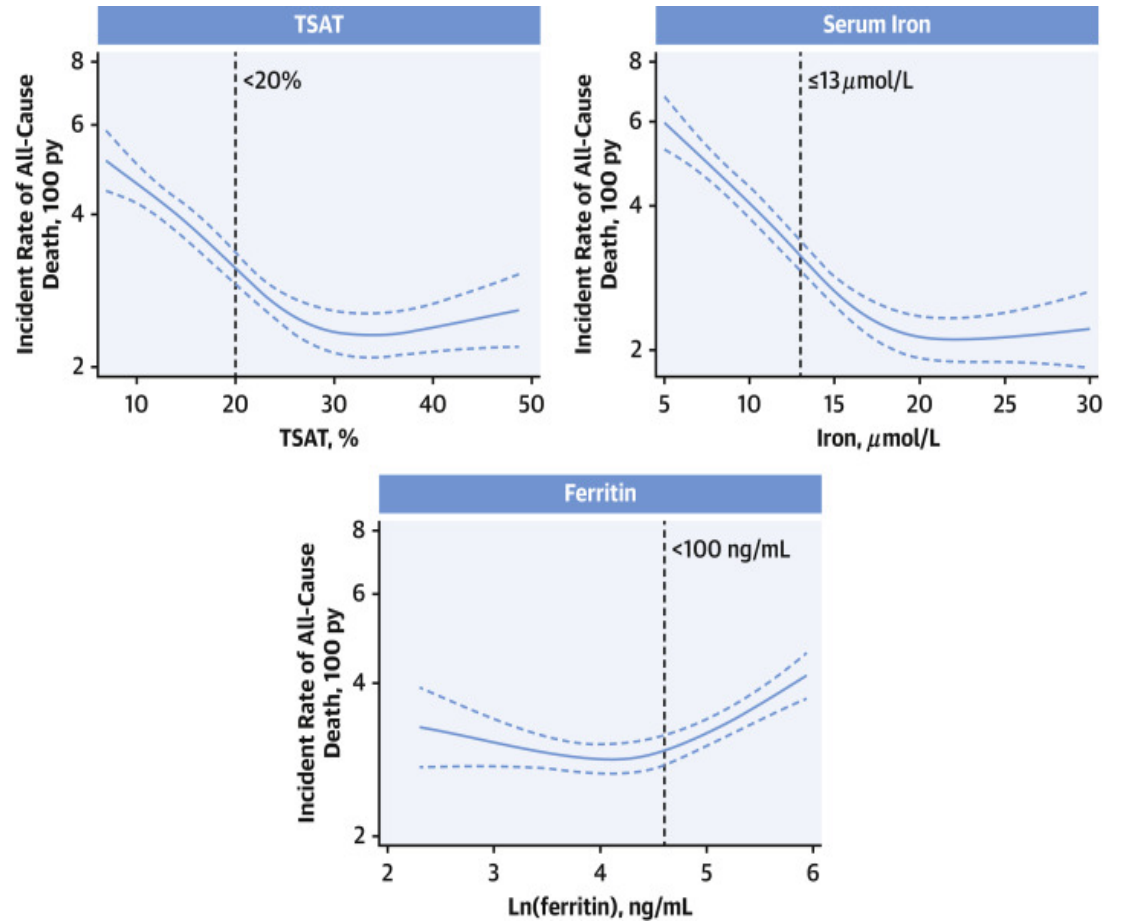 TSAT
Incident Rate of All-Cause
Death, 100 py
8
6
4
2
<20%
10
20
30
40
50
TSAT, %
Serum Iron
Incident Rate of All-Cause
Death, 100 py
8
6
4
2
≤13 μmol/L
5
10
15
20
25
30
Iron, μmol/L
Ferritin
Incident Rate of All-Cause
Death, 100 py
8
6
4
2
<100 ng/mL
2
3
4
5
6
Ln(ferritin), ng/mL